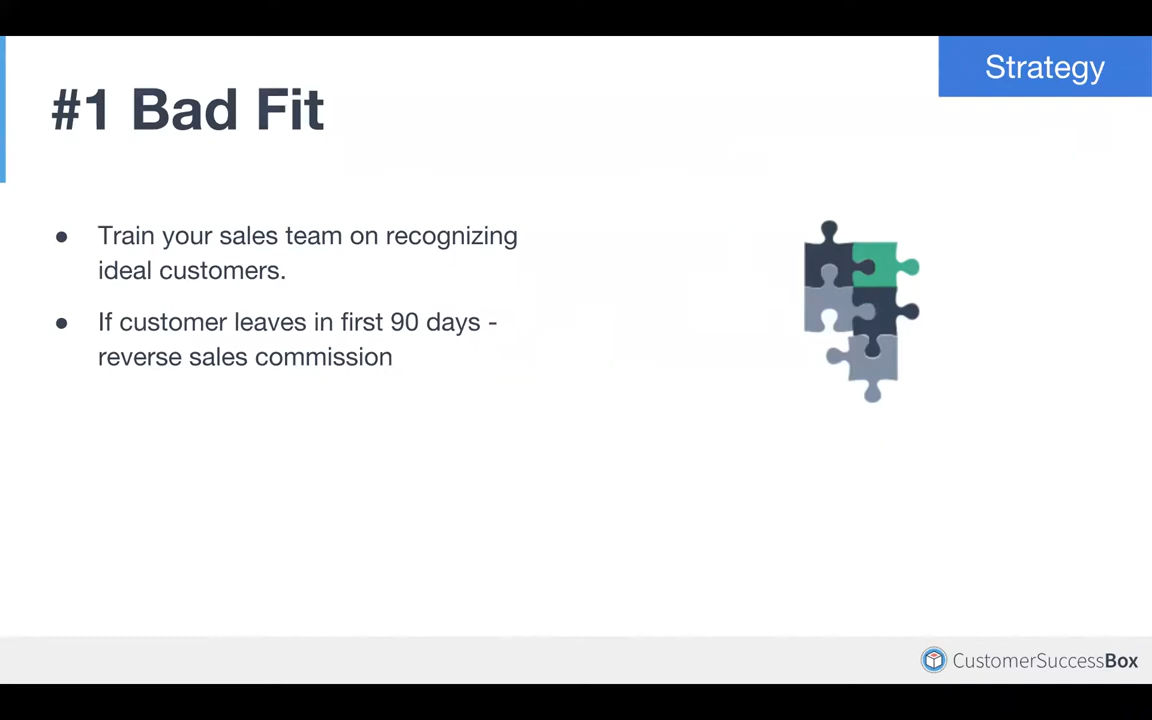 Strategy
#1 Bad Fit
● Train your sales team on recognizing
ideal customers.
● If customer leaves in first 90 days -
reverse sales commission
CustomerSuccessBox